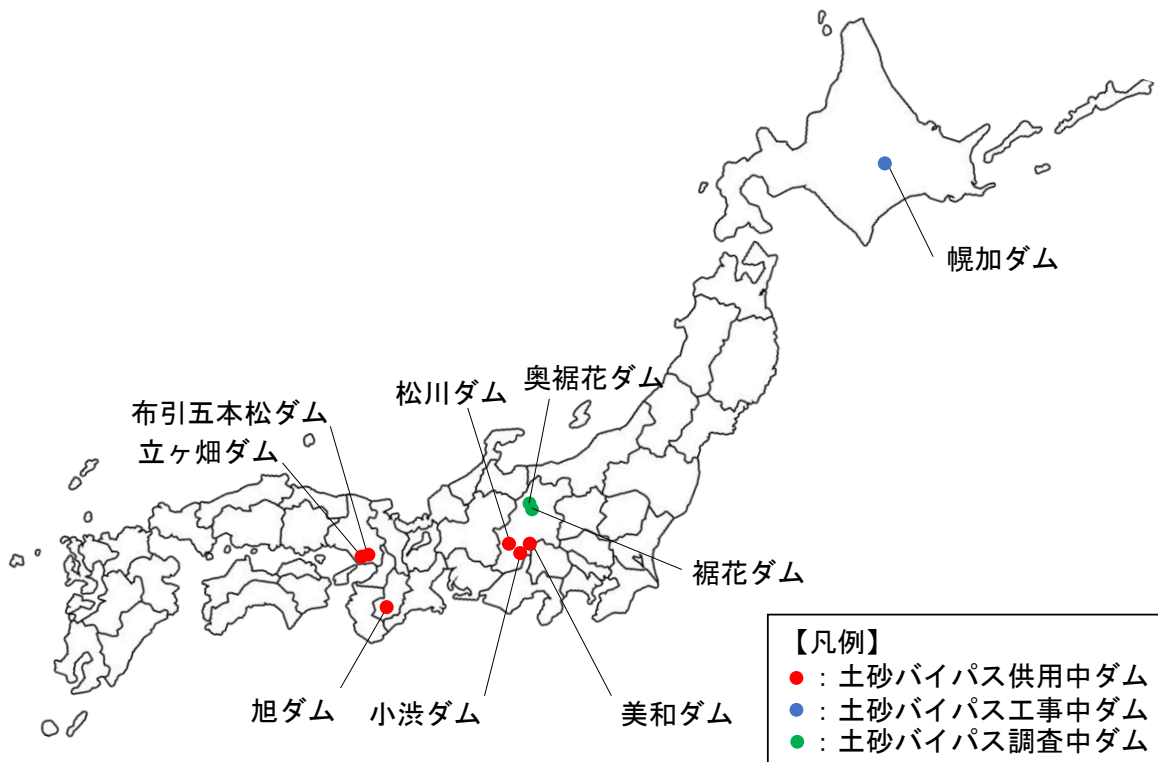 幌加ダム
奥裾花ダム
松川ダム
布引五本松ダム
立ヶ畑ダム
裾花ダム
旭ダム
小渋ダム
美和ダム
【凡例】
：土砂バイパス供用中ダム
：土砂バイパス工事中ダム
：土砂バイパス調査中ダム